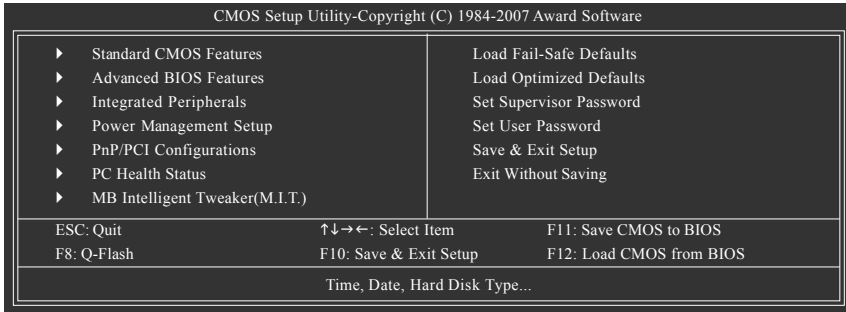 CMOS Setup Utility-Copyright (C) 1984-2007 Award Software
▶ Standard CMOS Features
▶ Advanced BIOS Features
▶ Integrated Peripherals
▶ Power Management Setup
▶ PnP/PCI Configurations
▶ PC Health Status
▶ MB Intelligent Tweaker(M.I.T.)
Load Fail-Safe Defaults
Load Optimized Defaults
Set Supervisor Password
Set User Password
Save & Exit Setup
Exit Without Saving
ESC: Quit ↑↓→←: Select Item F11: Save CMOS to BIOS
F8: Q-Flash F10: Save & Exit Setup F12: Load CMOS from BIOS
Time, Date, Hard Disk Type...